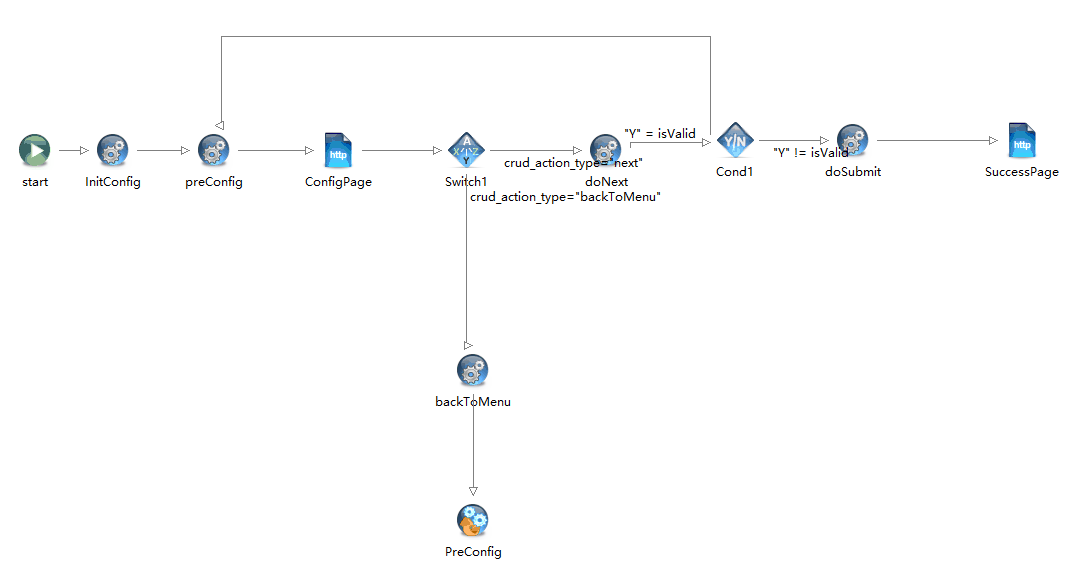 "Y" = isValid
crud_action_type="next"
"Y" != isValid
start
InitConfig
preConfig
ConfigPage
Switch1
doNext
Cond1
doSubmit
SuccessPage
crud_action_type="backToMenu"
backToMenu
PreConfig
http
http
Y/N
A
X/Z
Y